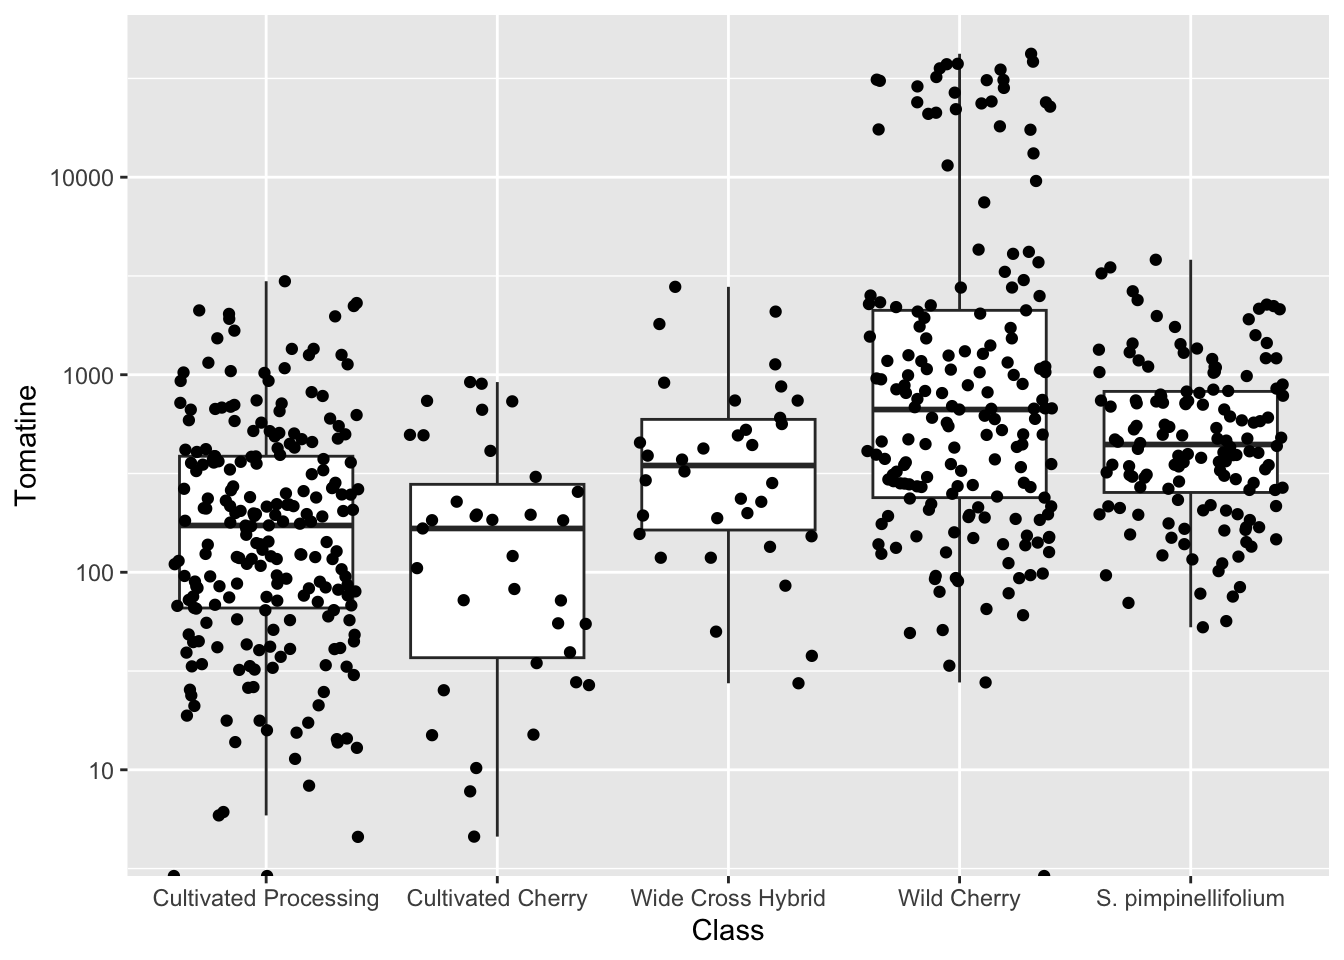 Tomatine
10000
1000
100
10
Cultivated Processing
Cultivated Cherry
Wide Cross Hybrid
Wild Cherry
S. pimpinellifolium
Class